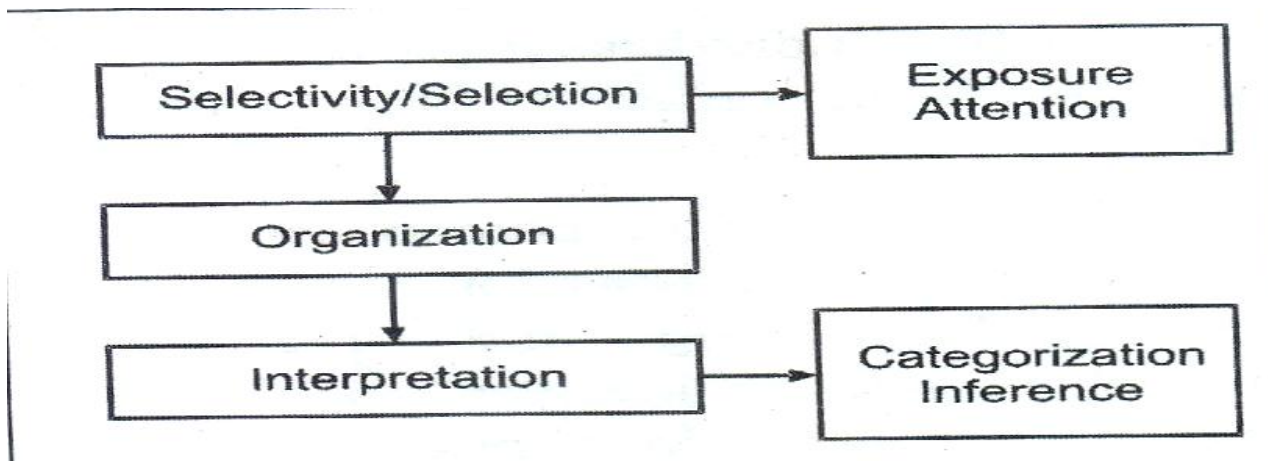 Selectivity/Selection
Exposure
Attention
Organization
Interpretation
Categorization
Inference